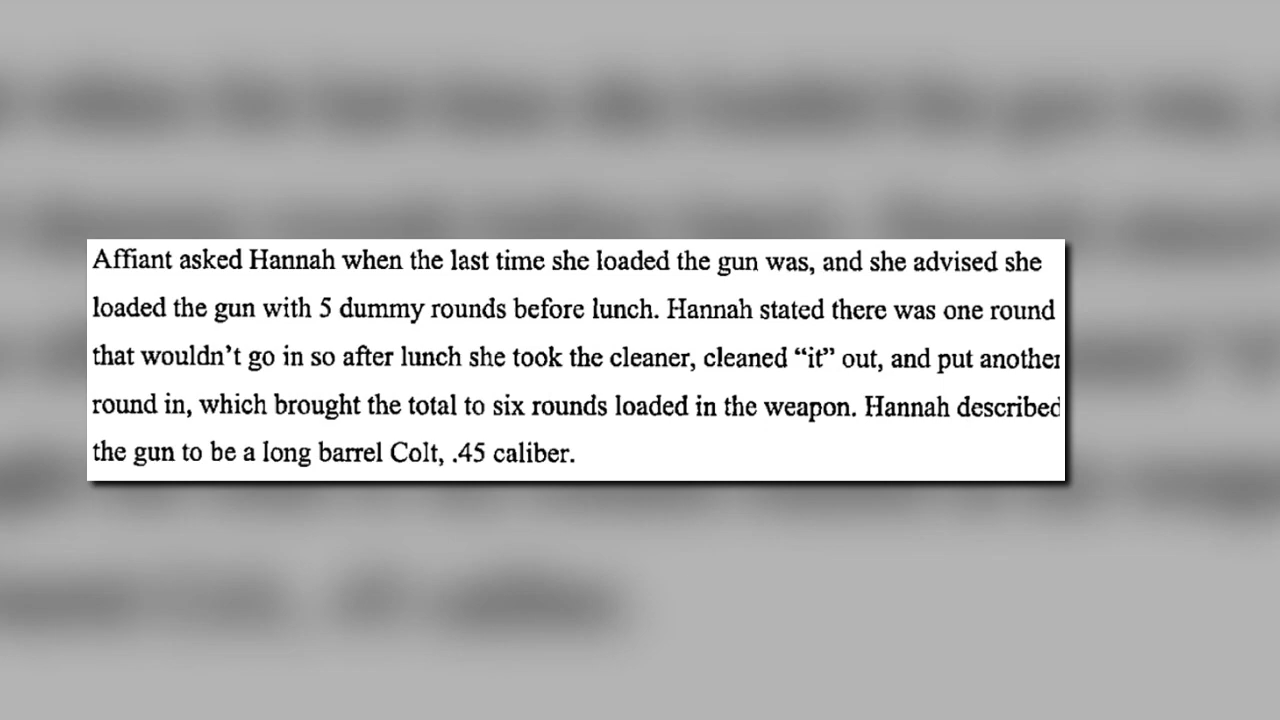 Affiant asked Hannah when the last time she loaded the gun was, and she advised she
loaded the gun with 5 dummy rounds before lunch. Hannah stated there was one round
that wouldn’t go in so after lunch she took the cleaner, cleaned “it” out, and put another
round in, which brought the total to six rounds loaded in the weapon. Hannah described
the gun to be a long barrel Colt, .45 caliber.